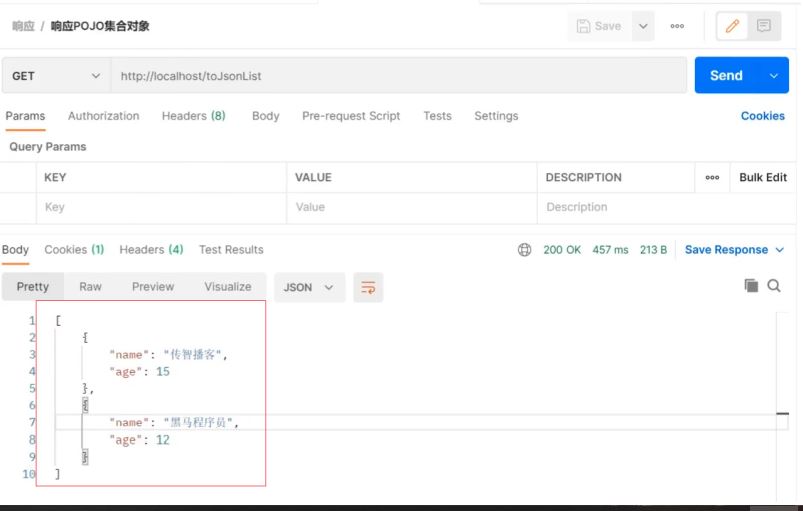 响应 / 响应POJO集合对象 Save ooo
GET http://localhost/toJsonList Send
Params Authorization Headers (8) Body Pre-request Script Tests Settings Cookies
Query Params
KEY VALUE DESCRIPTION ooo Bulk Edit
Key Value Description
Body Cookies (1) Headers (4) Test Results 200 OK 457 ms 213 B Save Response
Pretty Raw Preview Visualize JSON
1 [
2 {
3 "name": "传智播客",
4 "age": 15
5 },
6 {
7 "name": "黑马程序员",
8 "age": 12
9 }
10 ]